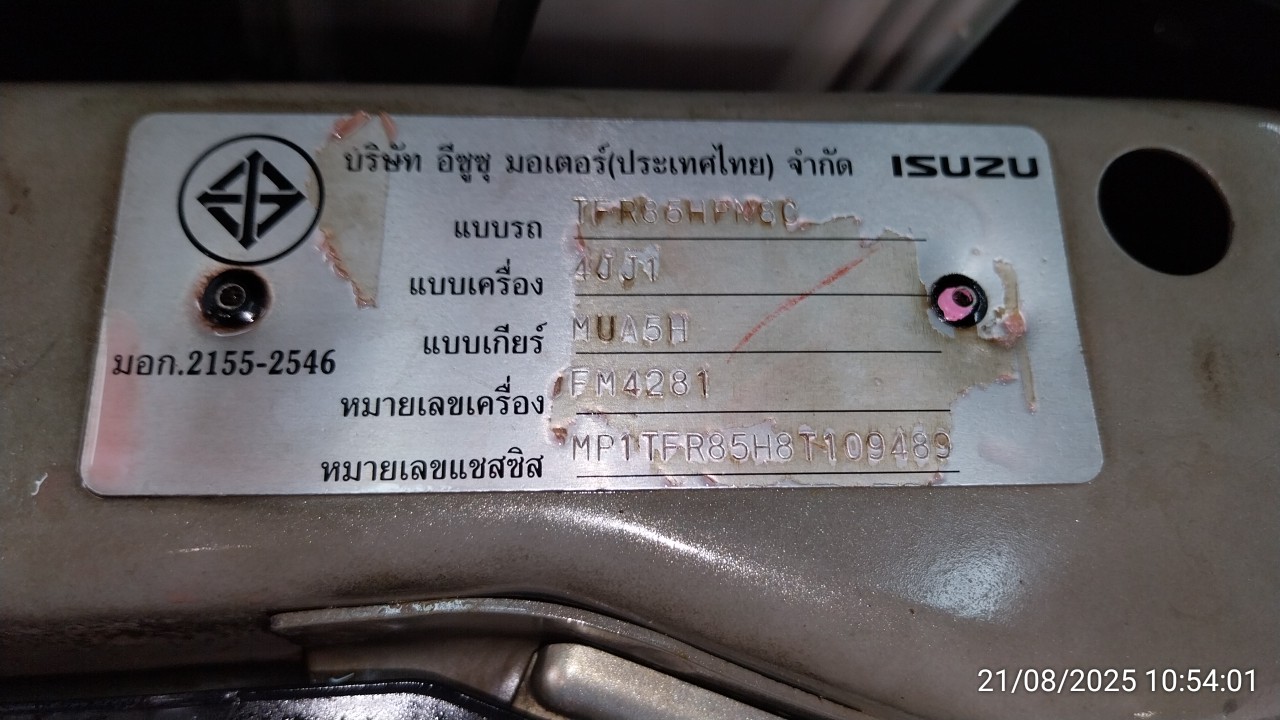 บริษัท อีซูซุ มอเตอร์(ประเทศไทย) จำกัด ISUZU
แบบรถ TFR85HPN8C
แบบเครื่อง 4JJ1
แบบเกียร์ MUA5H
มอก.2155-2546
หมายเลขเครื่อง FM4281
หมายเลขแชสซิส MP1TFR85H8T109489
21/08/2025 10:54:01